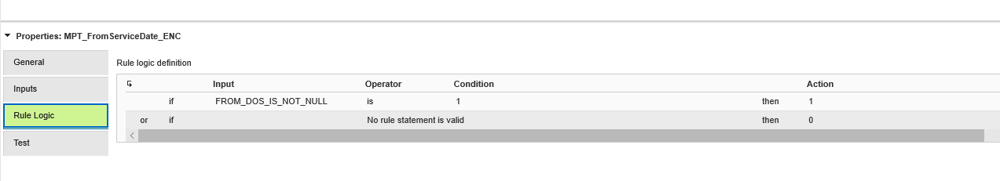 Properties: MPT_FromServiceDate_ENC
General
Inputs
Rule Logic
Test
Rule logic definition
Input Operator Condition Action
if FROM_DOS_IS_NOT_NULL is 1 then 1
or if No rule statement is valid then 0